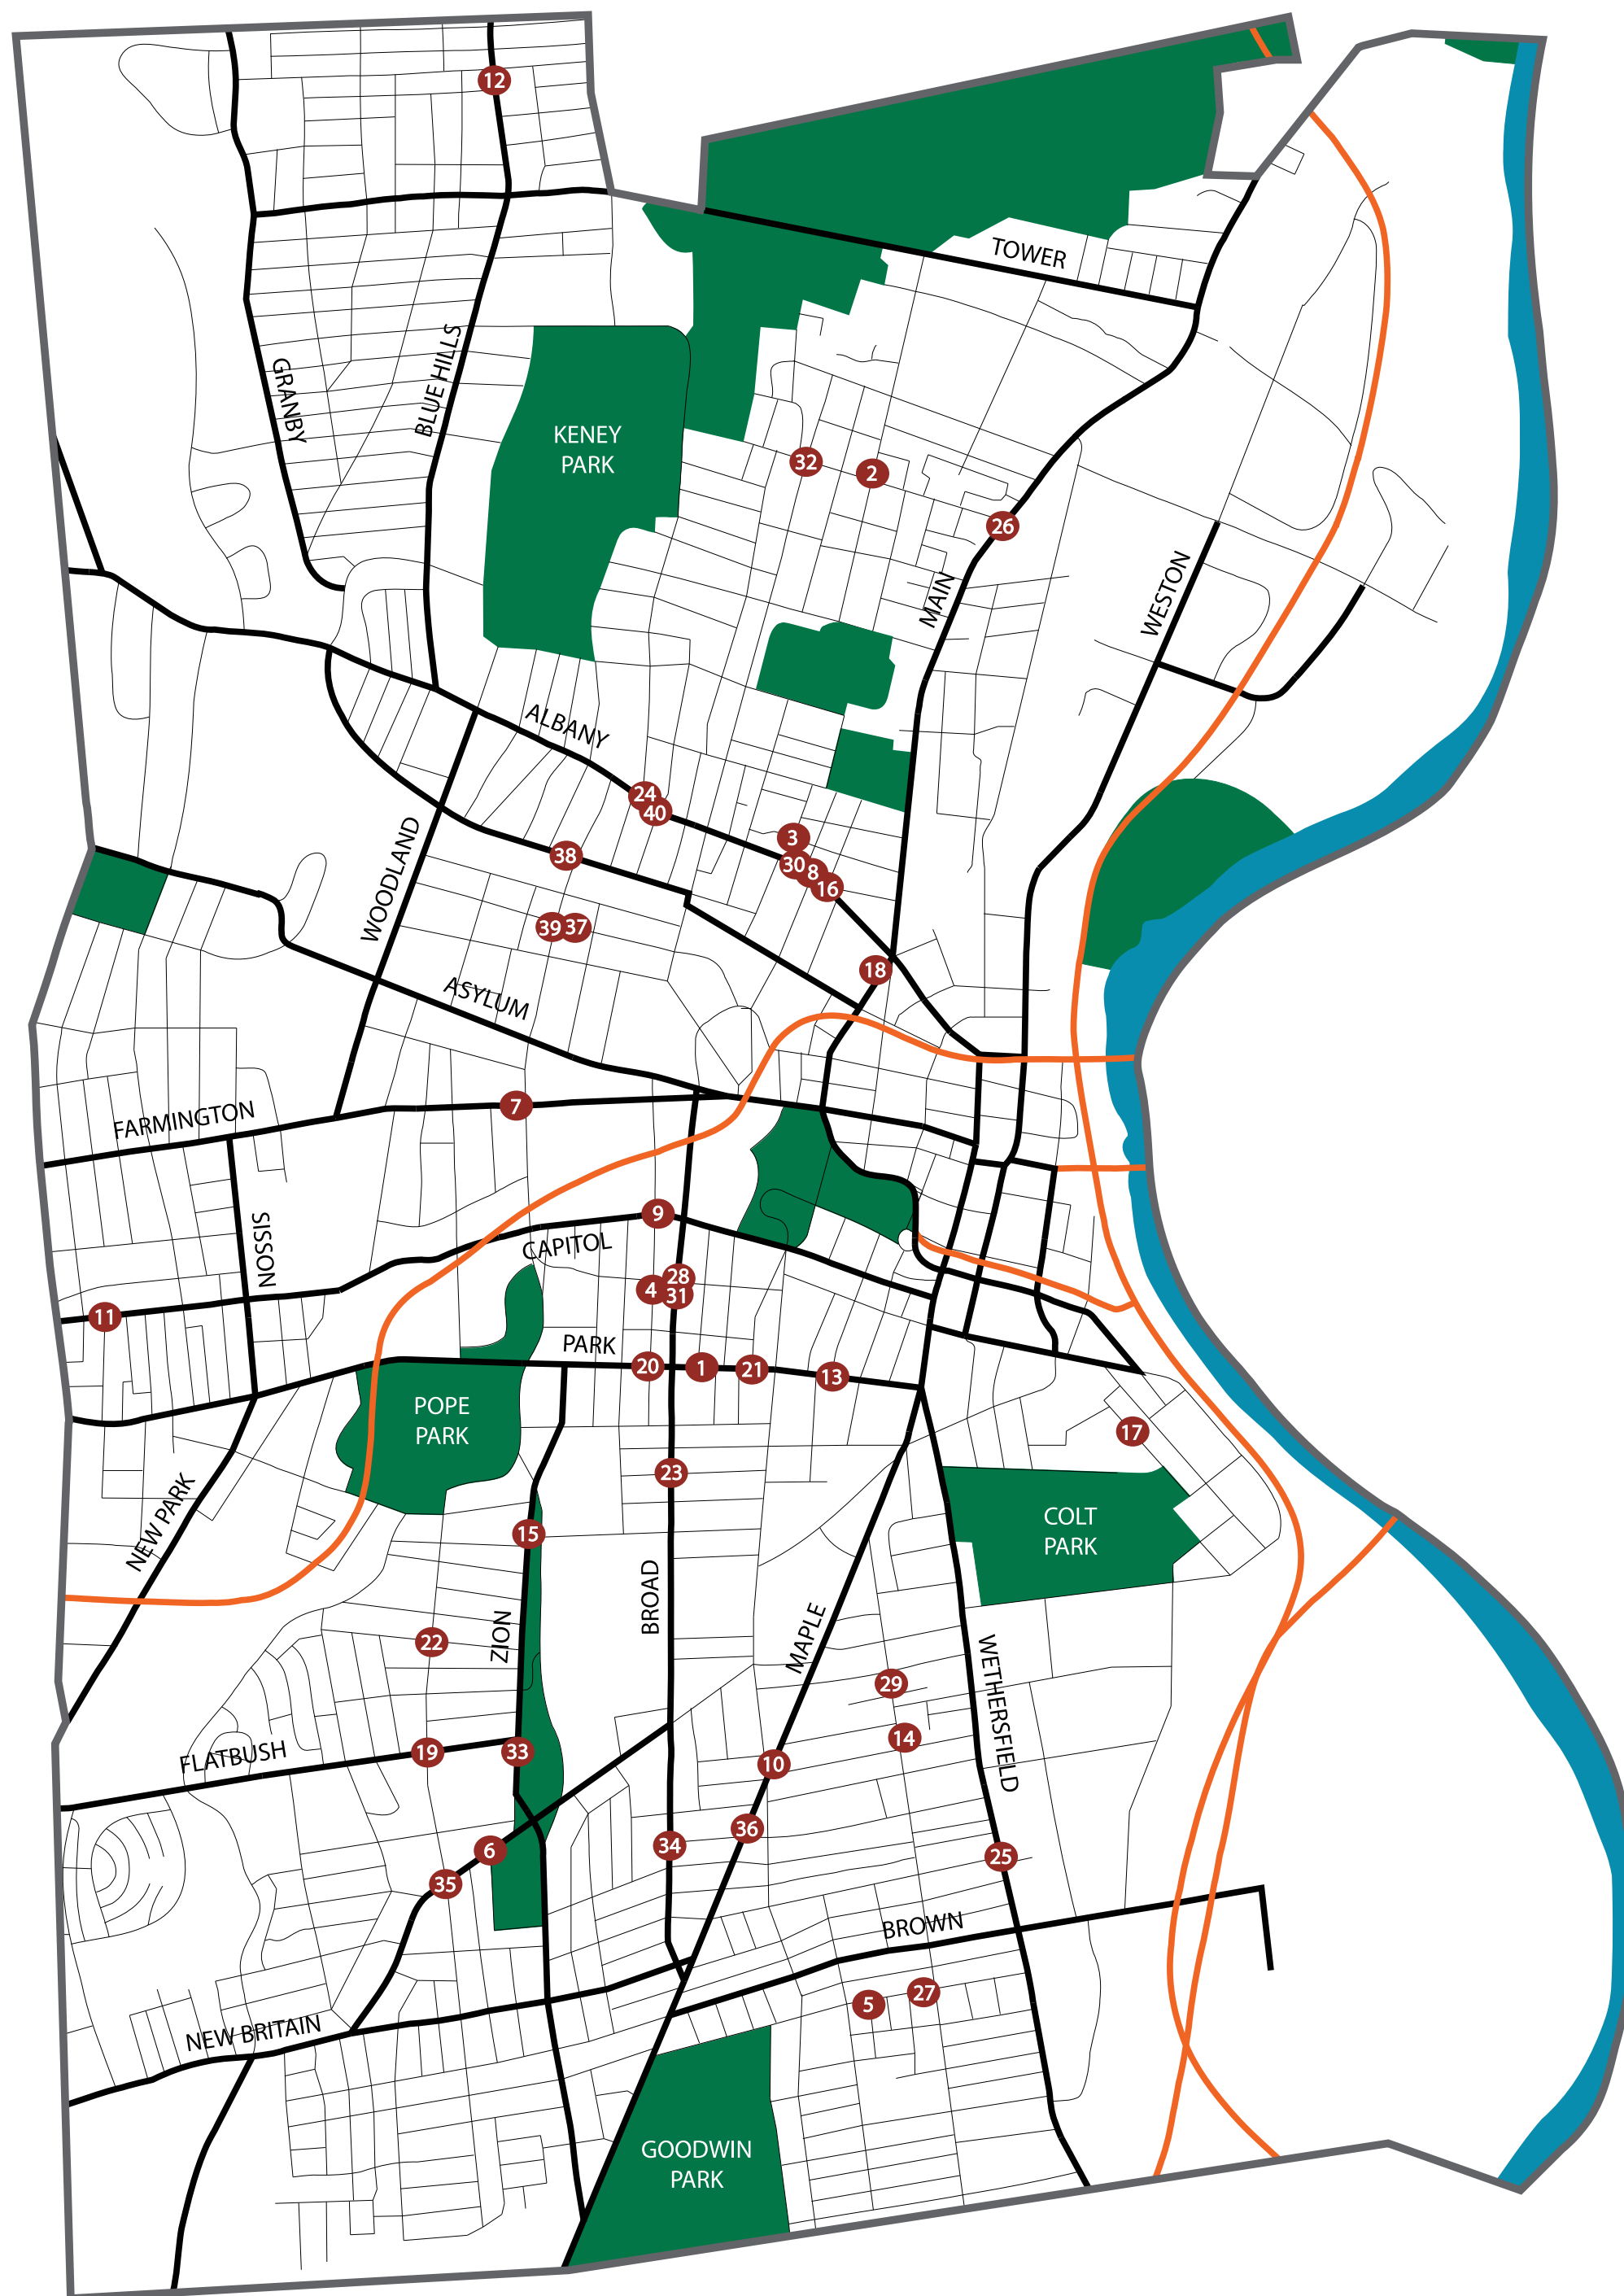 12
TOWER
GRANBY
BLUE HILLS
KENEY
PARK
32
2
26
MAIN
WESTON
ALBANY
24
40
3
30
8
16
38
WOODLAND
39
37
18
ASYLUM
7
FARMINGTON
SISSON
9
CAPITOL
28
4
31
11
PARK
20
1
21
13
POPE
PARK
17
23
NEW PARK
15
COLT
PARK
BROAD
ZION
MAPLE
22
WETHERSFIELD
29
14
FLATBUSH
19
33
10
36
34
6
35
25
BROWN
27
5
NEW BRITAIN
GOODWIN
PARK